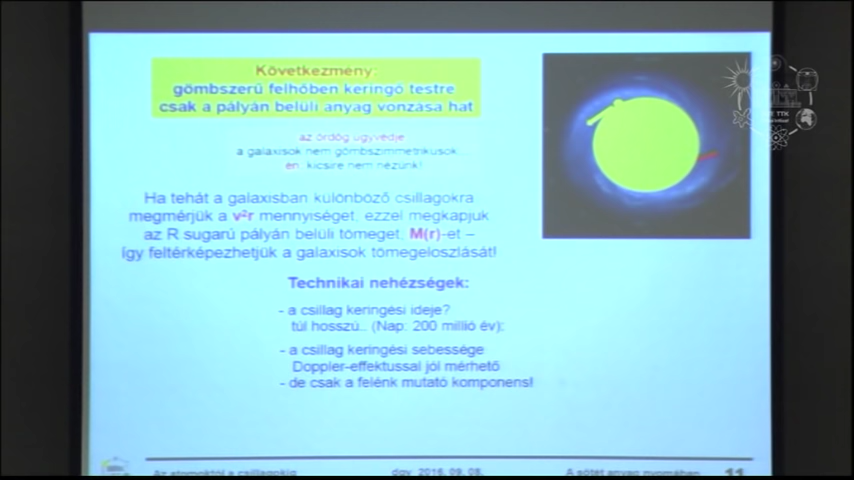 Következmény:
gömbszerű felhőben keringő testre
csak a pályán belüli anyag vonzása hat
az ördög ügyvédje:
a galaxisok nem gömbszimmetrikusok...
én: kicsire nem nézünk!
Ha tehát a galaxisban különböző csillagokra
megmérjük a v²r mennyiséget, ezzel megkapjuk
az R sugarú pályán belüli tömeget, M(r)-et –
így feltérképezhetjük a galaxisok tömegeloszlását!
Technikai nehézségek:
- a csillag keringési ideje?
túl hosszú.. (Nap: 200 millió év);
- a csillag keringési sebessége
Doppler-effektussal jól mérhető
- de csak a felénk mutató komponens!
Az atomoktól a csillagokig
dgy 2016. 09. 08.
A sötét anyag nyomában
11